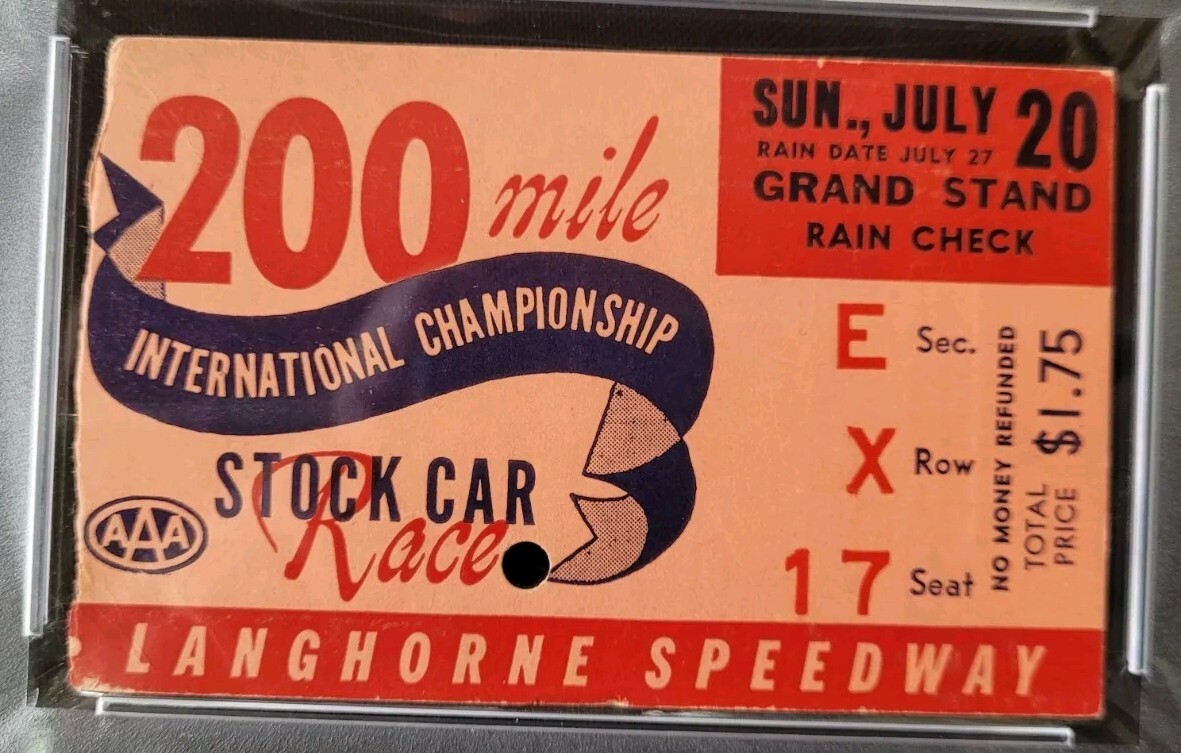 200 mile
INTERNATIONAL CHAMPIONSHIP
STOCK CAR
Race
AAA
LANGHORNE SPEEDWAY
SUN., JULY 20
RAIN DATE JULY 27
GRAND STAND
RAIN CHECK
E Sec.
X Row
17 Seat
NO MONEY REFUNDED
TOTAL PRICE $1.75